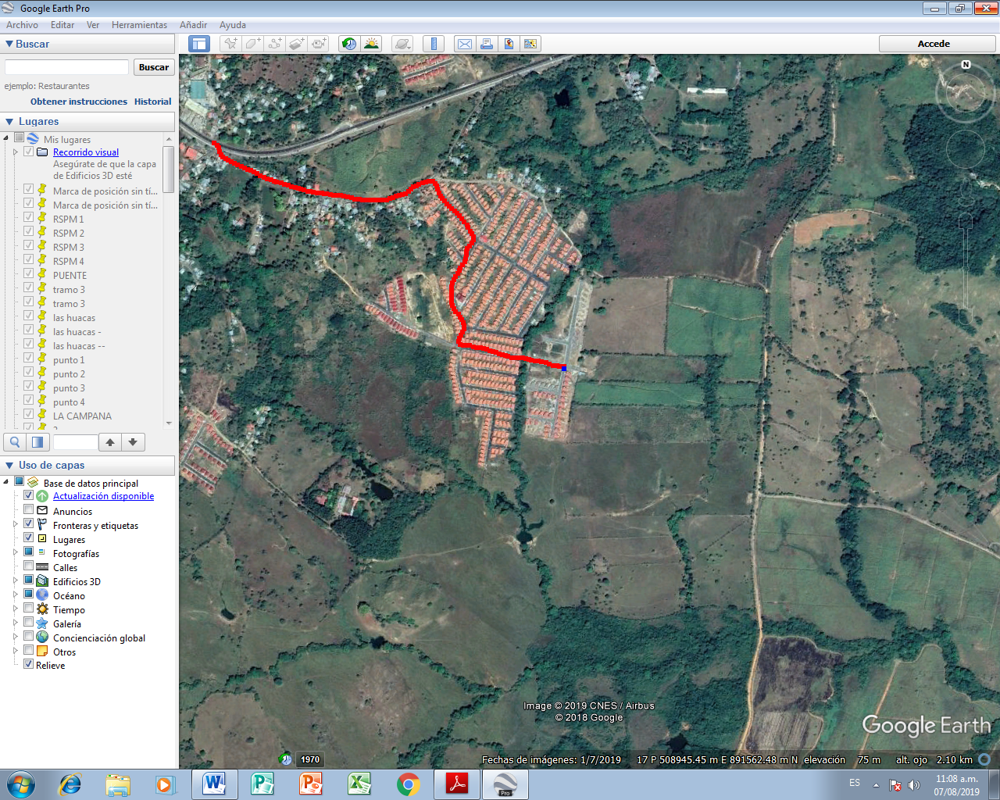 Google Earth Pro
Archivo Editar Ver Herramientas Añadir Ayuda
Buscar
Accede
Buscar
ejemplo: Restaurantes
Obtener instrucciones Historial
Lugares
Mis lugares
Recorrido visual
Asegúrate de que la capa
de Edificios 3D esté
Marca de posición sin tí...
Marca de posición sin tí...
RSPM 1
RSPM 2
RSPM 3
RSPM 4
PUENTE
tramo 3
tramo 3
las huacas
las huacas -
las huacas --
punto 1
punto 2
punto 3
punto 4
LA CAMPANA
Uso de capas
Base de datos principal
Actualización disponible
Anuncios
Fronteras y etiquetas
Lugares
Fotografías
Calles
Edificios 3D
Océano
Tiempo
Galería
Concienciación global
Otros
Relieve
N
Image © 2019 CNES / Airbus
© 2018 Google
Google Earth
1970
Fechas de imágenes: 1/7/2019 17 P 508945.45 m E 891562.48 m N elevación 75 m alt. ojo 2.10 km
Pro
ES
11:08 a.m.
07/08/2019